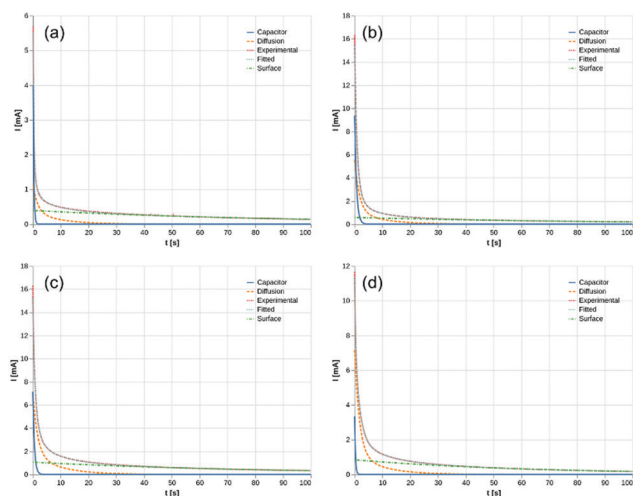 (a)
I [mA]
6
5
4
3
2
1
0
0 10 20 30 40 50 60 70 80 90 100
t [s]
Capacitor
Diffusion
Experimental
Fitted
Surface
(b)
I [mA]
18
16
14
12
10
8
6
4
2
0
0 10 20 30 40 50 60 70 80 90 100
t [s]
Capacitor
Diffusion
Experimental
Fitted
Surface
(c)
I [mA]
18
16
14
12
10
8
6
4
2
0
0 10 20 30 40 50 60 70 80 90 100
t [s]
Capacitor
Diffusion
Experimental
Fitted
Surface
(d)
I [mA]
12
10
8
6
4
2
0
0 10 20 30 40 50 60 70 80 90 100
t [s]
Capacitor
Diffusion
Experimental
Fitted
Surface